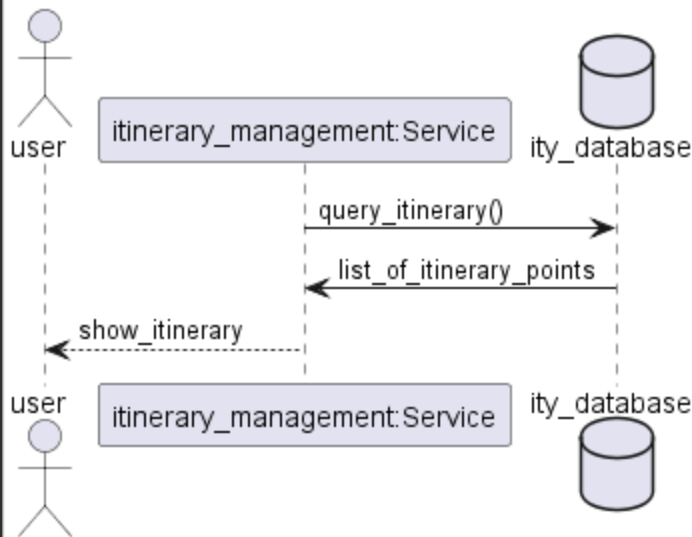 user
itinerary_management:Service
ity_database
query_itinerary()
list_of_itinerary_points
show_itinerary
user
itinerary_management:Service
ity_database